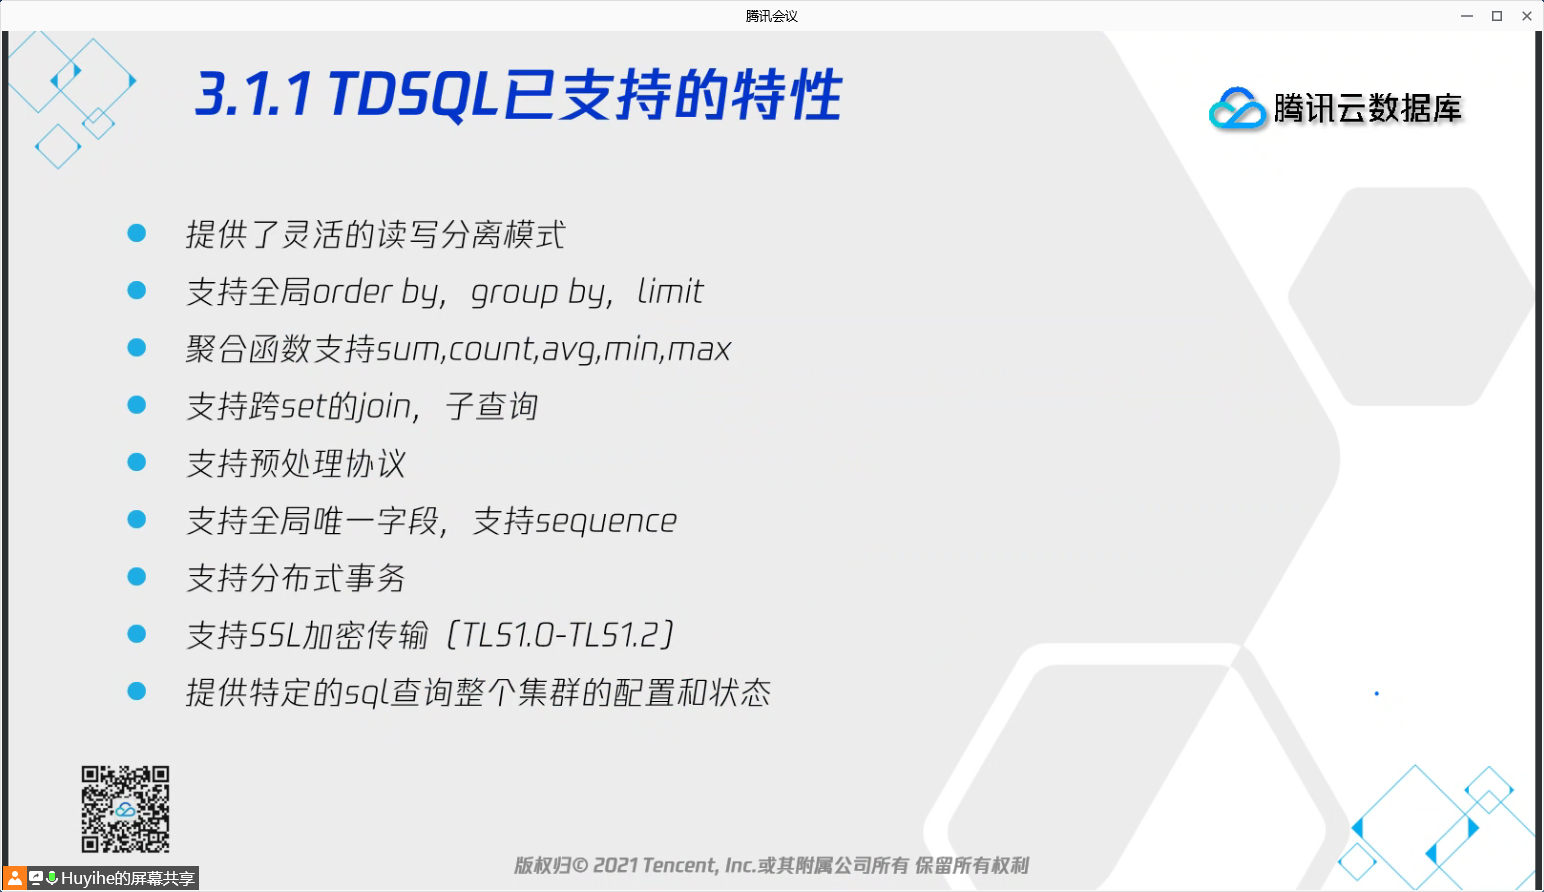 腾讯会议
3.1.1 TDSQL已支持的特性
腾讯云数据库
提供了灵活的读写分离模式
支持全局order by，group by，limit
聚合函数支持sum,count,avg,min,max
支持跨set的join，子查询
支持预处理协议
支持全局唯一字段，支持sequence
支持分布式事务
支持SSL加密传输（TLS1.0-TLS1.2）
提供特定的sql查询整个集群的配置和状态
版权归© 2021 Tencent, Inc.或其附属公司所有 保留所有权利
Huyihe的屏幕共享